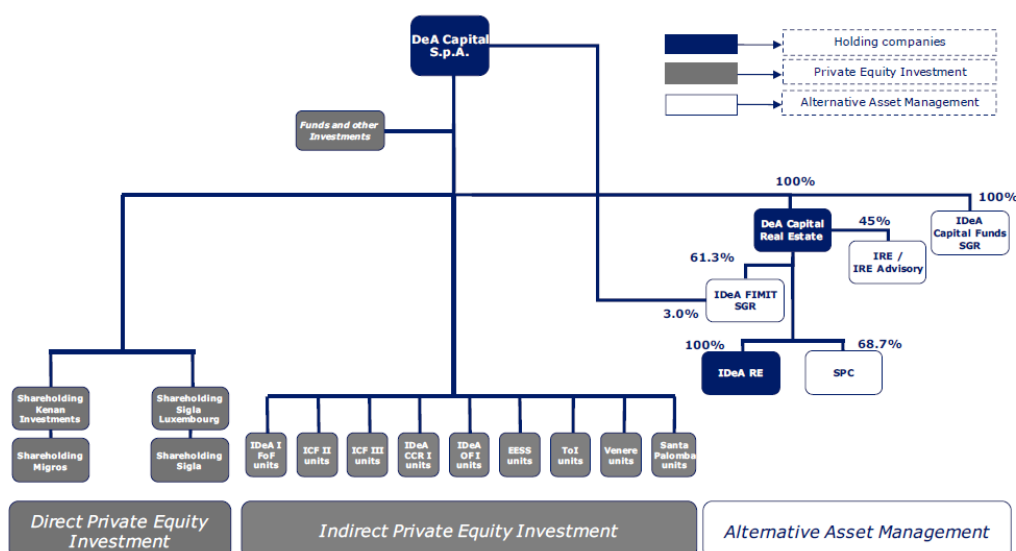 DeA Capital
S.p.A.
Holding companies
Private Equity Investment
Alternative Asset Management
Funds and other
Investments
100%
100%
DeA Capital
Real Estate
45%
IDeA
Capital Funds
SGR
IRE /
IRE Advisory
61.3%
IDeA FIMIT
SGR
3.0%
100%
68.7%
IDeA RE
SPC
Shareholding
Kenan
Investments
Shareholding
Sigla
Luxembourg
Shareholding
Migros
Shareholding
Sigla
IDeA I
FoF
units
ICF II
units
ICF III
units
IDeA
CCR I
units
IDeA
OF I
units
EESS
units
ToI
units
Venere
units
Santa
Palomba
units
Direct Private Equity
Investment
Indirect Private Equity Investment
Alternative Asset Management